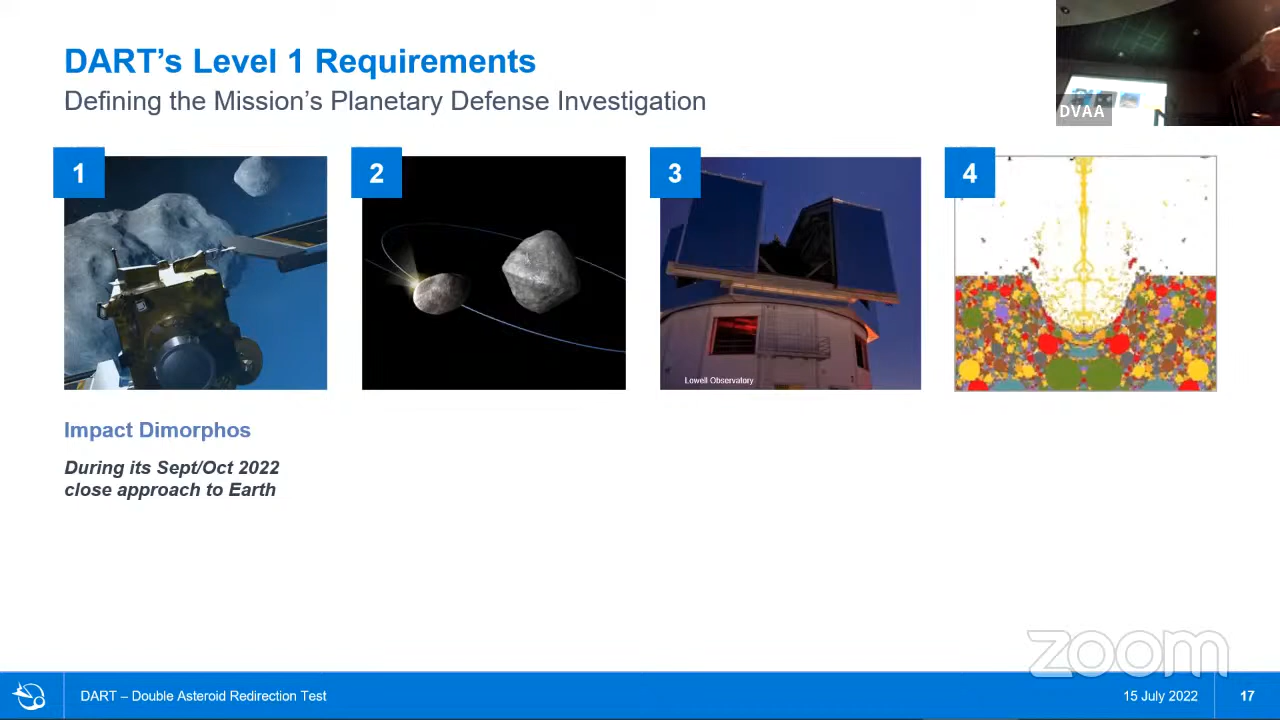 DART's Level 1 Requirements
Defining the Mission's Planetary Defense Investigation
DVAA
1
2
3
4
Lowell Observatory
Impact Dimorphos
During its Sept/Oct 2022
close approach to Earth
zoom
DART – Double Asteroid Redirection Test
15 July 2022
17